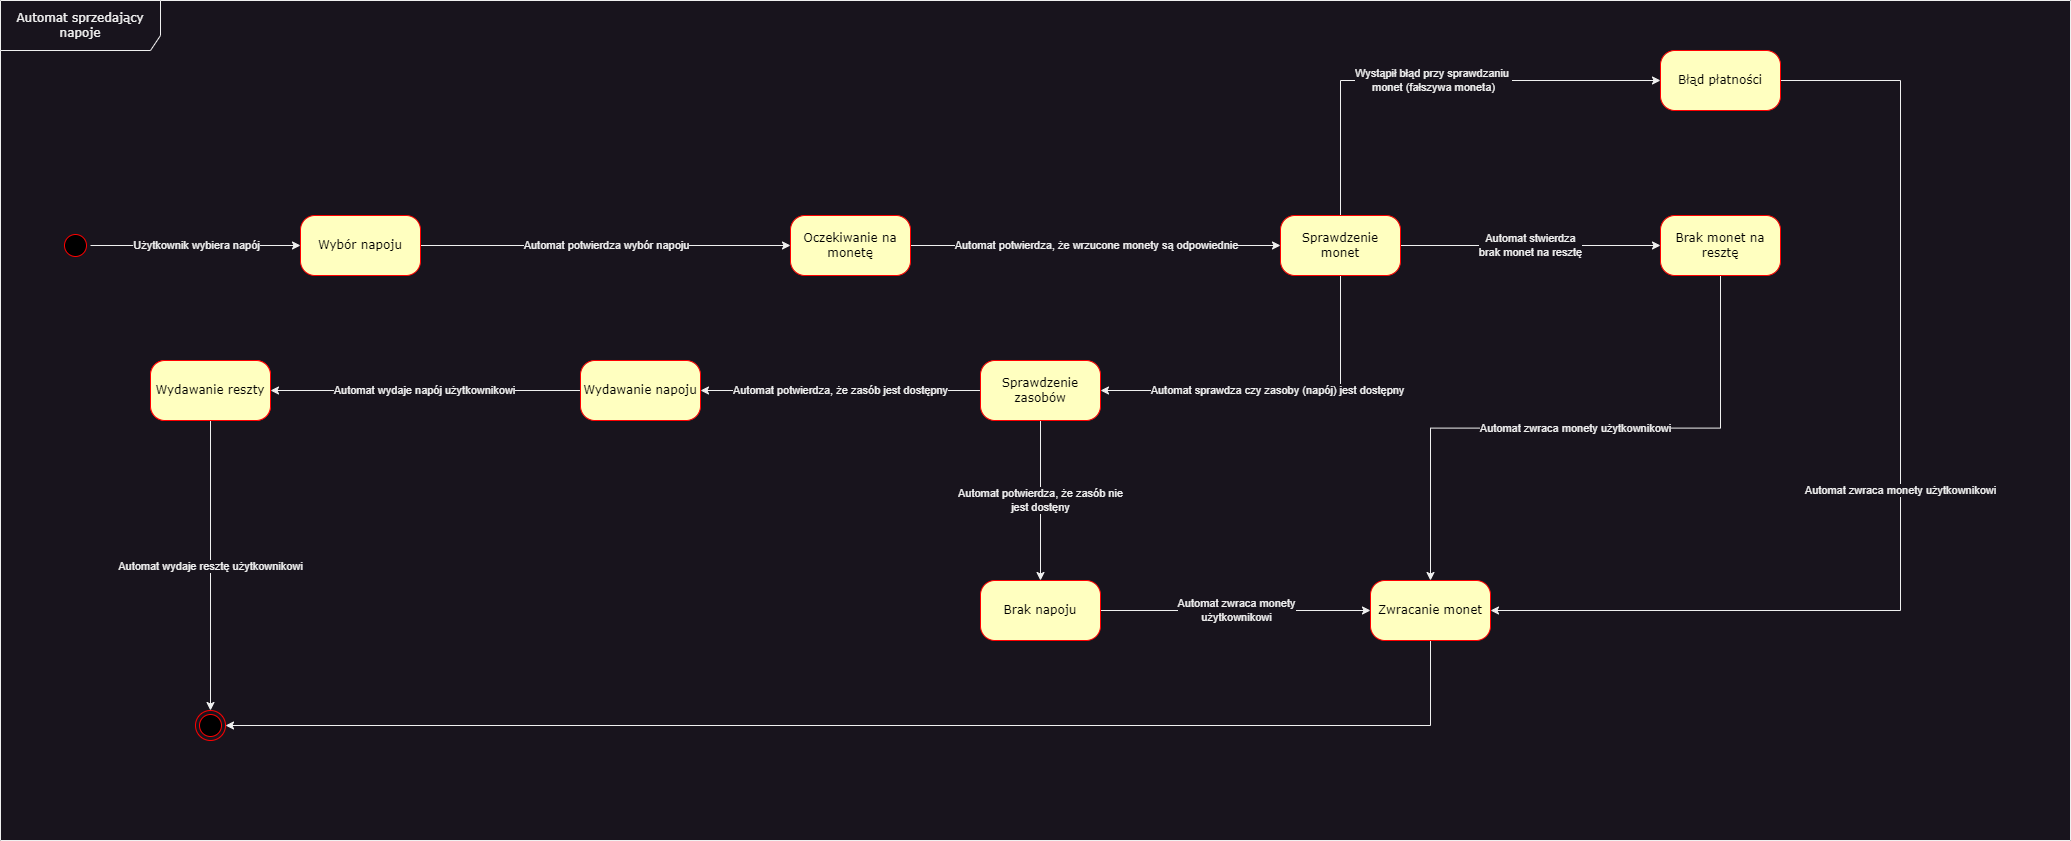 Automat sprzedający
napoje
Wystąpił błąd przy sprawdzaniu
monet (fałszywa moneta)
Błąd płatności
Użytkownik wybiera napój
Wybór napoju
Automat potwierdza wybór napoju
Oczekiwanie na
monetę
Automat potwierdza, że wrzucone monety są odpowiednie
Sprawdzenie
monet
Automat stwierdza
brak monet na resztę
Brak monet na
resztę
Wydawanie reszty
Automat wydaje napój użytkownikowi
Wydawanie napoju
Automat potwierdza, że zasób jest dostępny
Sprawdzenie
zasobów
Automat sprawdza czy zasoby (napój) jest dostępny
Automat zwraca monety użytkownikowi
Automat zwraca monety użytkownikowi
Automat potwierdza, że zasób nie
jest dostęny
Automat wydaje resztę użytkownikowi
Brak napoju
Automat zwraca monety
użytkownikowi
Zwracanie monet